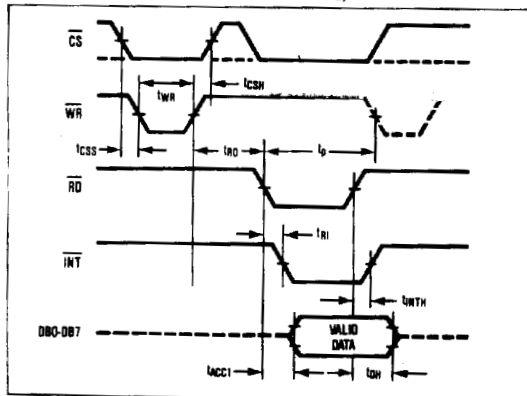 CS
tWR
tCSH
WR
tCSS
tRD
tP
RD
tRI
INT
tINTH
DB0-DB7
VALID
DATA
tACC1
tDH